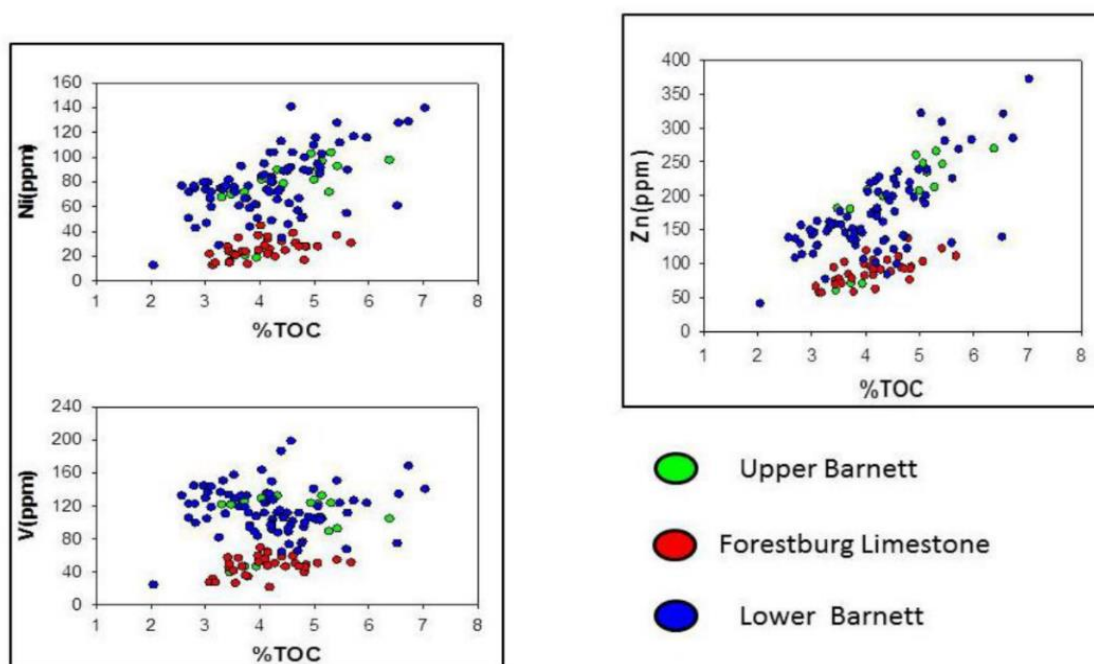 160
140
120
100
80
60
40
20
0
Ni(ppm)
1 2 3 4 5 6 7 8
%TOC
240
200
160
120
80
40
0
V(ppm)
1 2 3 4 5 6 7 8
%TOC
400
350
300
250
200
150
100
50
0
Zn(ppm)
1 2 3 4 5 6 7 8
%TOC
Upper Barnett
Forestburg Limestone
Lower Barnett